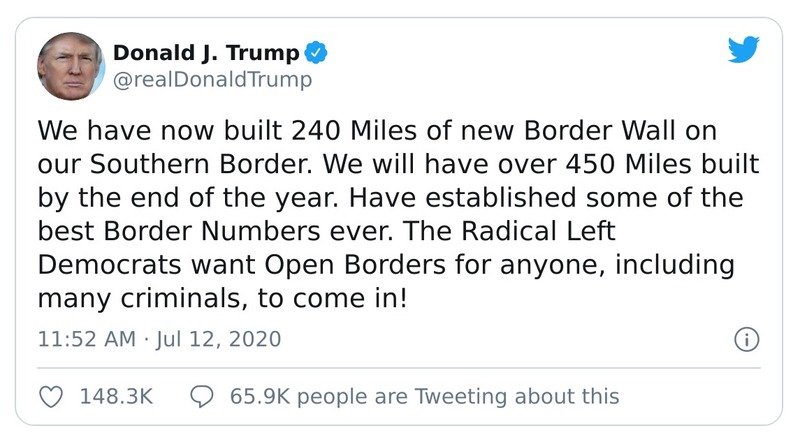 Donald J. Trump
@realDonaldTrump
We have now built 240 Miles of new Border Wall on
our Southern Border. We will have over 450 Miles built
by the end of the year. Have established some of the
best Border Numbers ever. The Radical Left
Democrats want Open Borders for anyone, including
many criminals, to come in!
11:52 AM · Jul 12, 2020
148.3K 65.9K people are Tweeting about this